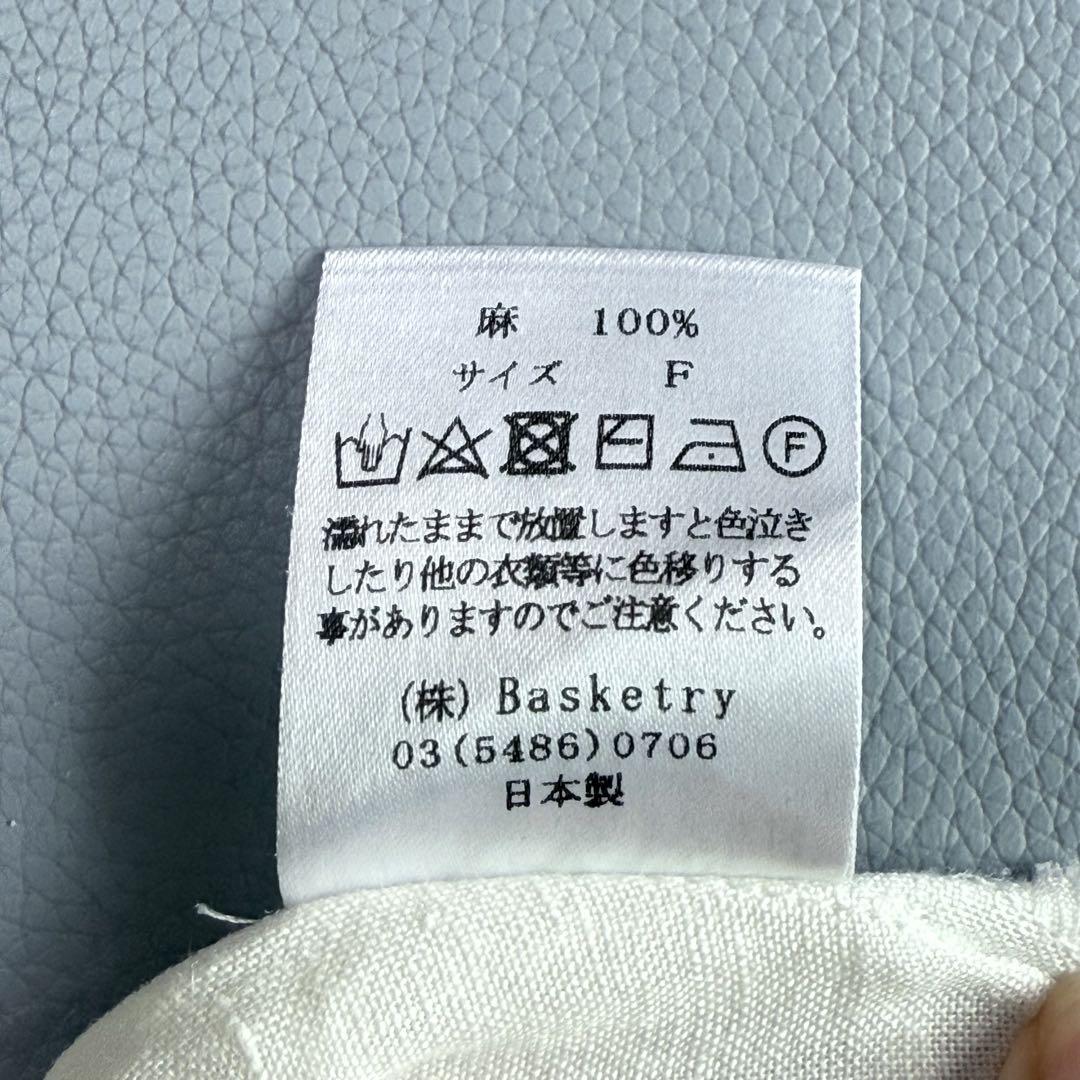 麻 100%
サイズ F
F
濡れたままで放置しますと色泣き
したり他の衣類等に色移りする
事がありますのでご注意ください。
(株) Basketry
03(5486)0706
日本製